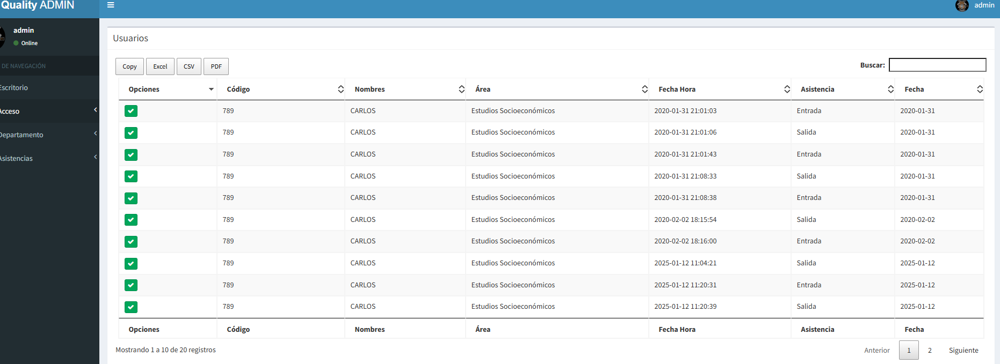 Quality ADMIN
admin
admin
Online
DE NAVEGACIÓN
Escritorio
Acceso
Departamento
Asistencias
Usuarios
Copy Excel CSV PDF
Buscar:
Opciones Código Nombres Área Fecha Hora Asistencia Fecha
789 CARLOS Estudios Socioeconómicos 2020-01-31 21:01:03 Entrada 2020-01-31
789 CARLOS Estudios Socioeconómicos 2020-01-31 21:01:06 Salida 2020-01-31
789 CARLOS Estudios Socioeconómicos 2020-01-31 21:01:43 Entrada 2020-01-31
789 CARLOS Estudios Socioeconómicos 2020-01-31 21:08:33 Salida 2020-01-31
789 CARLOS Estudios Socioeconómicos 2020-01-31 21:08:38 Entrada 2020-01-31
789 CARLOS Estudios Socioeconómicos 2020-02-02 18:15:54 Salida 2020-02-02
789 CARLOS Estudios Socioeconómicos 2020-02-02 18:16:00 Entrada 2020-02-02
789 CARLOS Estudios Socioeconómicos 2025-01-12 11:04:21 Salida 2025-01-12
789 CARLOS Estudios Socioeconómicos 2025-01-12 11:20:31 Entrada 2025-01-12
789 CARLOS Estudios Socioeconómicos 2025-01-12 11:20:39 Salida 2025-01-12
Opciones Código Nombres Área Fecha Hora Asistencia Fecha
Mostrando 1 a 10 de 20 registros
Anterior 1 2 Siguiente